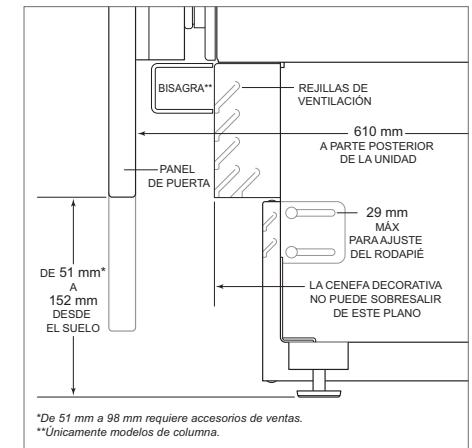 BISAGRA**
REJILLAS DE
VENTILACIÓN
610 mm
A PARTE POSTERIOR
DE LA UNIDAD
PANEL
DE PUERTA
29 mm
MÁX
PARA AJUSTE
DEL RODAPIÉ
DE 51 mm*
A
152 mm
DESDE
EL SUELO
LA CENEFA DECORATIVA
NO PUEDE SOBRESALIR
DE ESTE PLANO
*De 51 mm a 98 mm requiere accesorios de ventas.
**Únicamente modelos de columna.